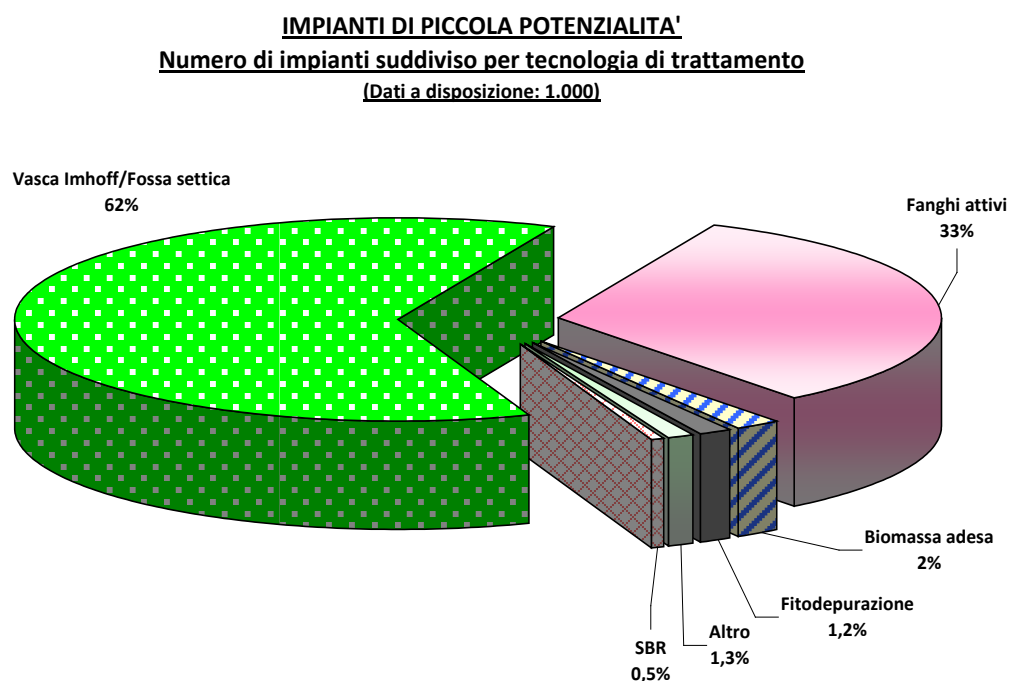 IMPIANTI DI PICCOLA POTENZIALITA'
Numero di impianti suddiviso per tecnologia di trattamento
(Dati a disposizione: 1.000)
Vasca Imhoff/Fossa settica
62%
Fanghi attivi
33%
Biomassa adesa
2%
Fitodepurazione
1,2%
Altro
1,3%
SBR
0,5%